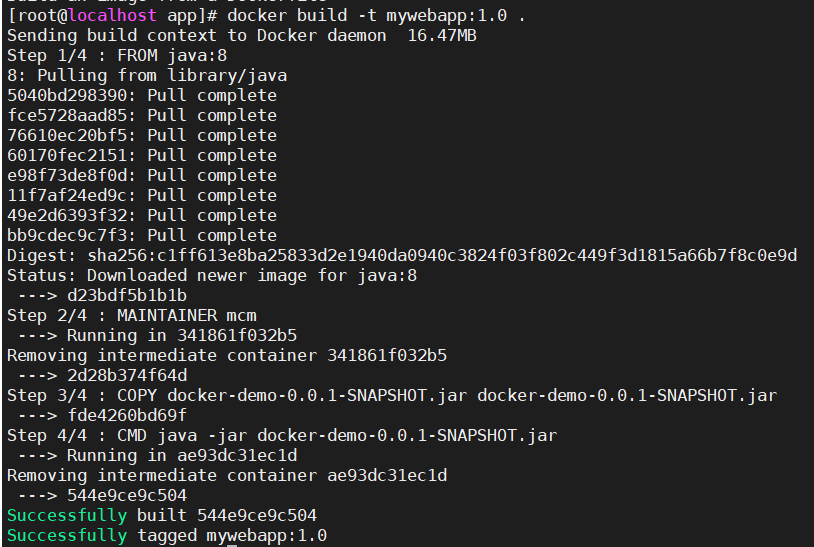 [root@localhost app]# docker build -t mywebapp:1.0 .
Sending build context to Docker daemon  16.47MB
Step 1/4 : FROM java:8
8: Pulling from library/java
5040bd298390: Pull complete
fce5728aad85: Pull complete
76610ec20bf5: Pull complete
60170fec2151: Pull complete
e98f73de8f0d: Pull complete
11f7af24ed9c: Pull complete
49e2d6393f32: Pull complete
bb9cdec9c7f3: Pull complete
Digest: sha256:c1ff613e8ba25833d2e1940da0940c3824f03f802c449f3d1815a66b7f8c0e9d
Status: Downloaded newer image for java:8
 ---> d23bdf5b1b1b
Step 2/4 : MAINTAINER mcm
 ---> Running in 341861f032b5
Removing intermediate container 341861f032b5
 ---> 2d28b374f64d
Step 3/4 : COPY docker-demo-0.0.1-SNAPSHOT.jar docker-demo-0.0.1-SNAPSHOT.jar
 ---> fde4260bd69f
Step 4/4 : CMD java -jar docker-demo-0.0.1-SNAPSHOT.jar
 ---> Running in ae93dc31ec1d
Removing intermediate container ae93dc31ec1d
 ---> 544e9ce9c504
Successfully built 544e9ce9c504
Successfully tagged mywebapp:1.0